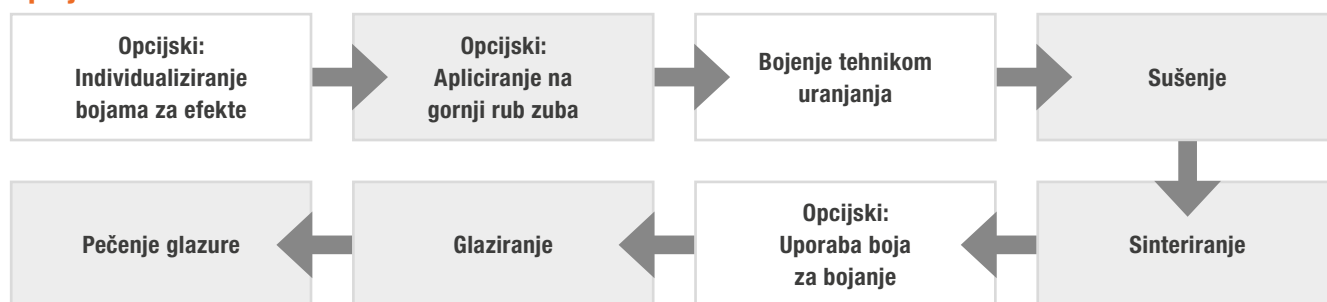 Opcijski:
Individualiziranje
bojama za efekte
Opcijski:
Apliciranje na
gornji rub zuba
Bojenje tehnikom
uranjanja
Sušenje
Sinteriranje
Opcijski:
Uporaba boja
za bojanje
Glaziranje
Pečenje glazure